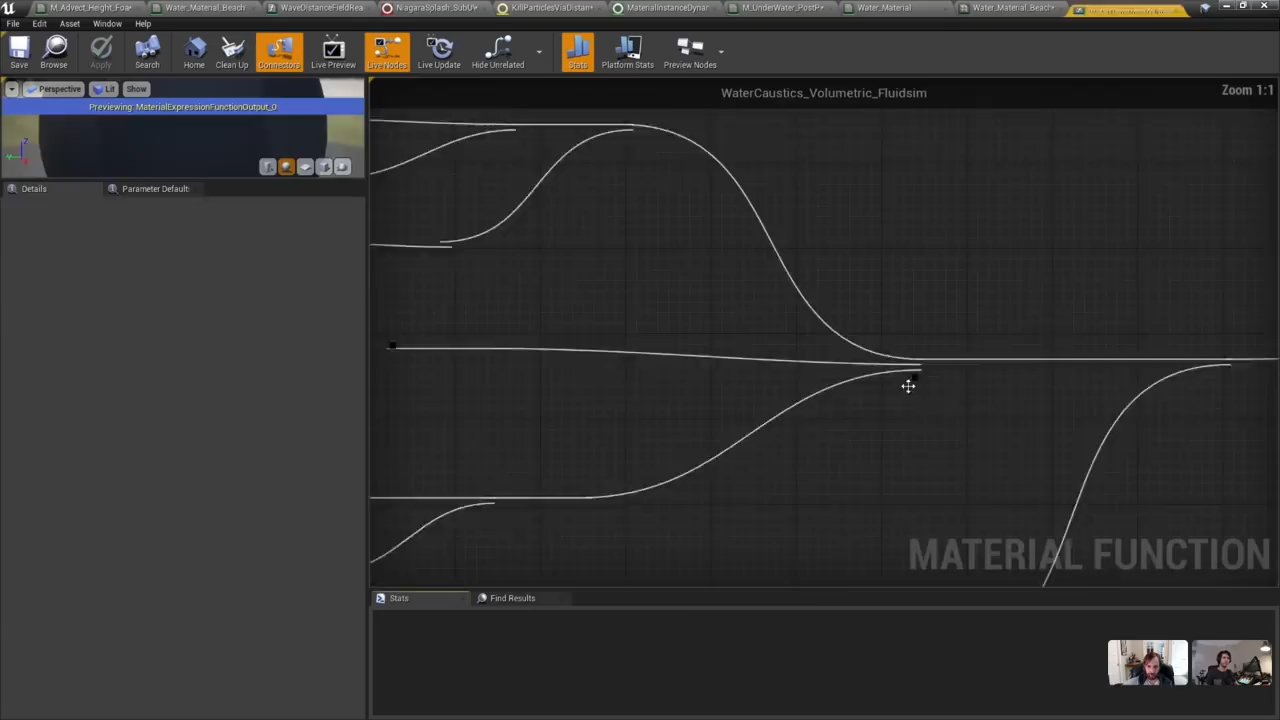 M_Advect_Height_Foa
Water_Material_Beach
WaveDistanceFieldRea
NiagaraSplash_SubU
KillParticlesViaDistan
MaterialInstanceDynar
M_UnderWater_PostP
Water_Material
Water_Material_Beach
File Edit Asset Window Help
Save Browse Apply Search Home Clean Up Connectors Live Preview Live Nodes Live Update Hide Unrelated Stats Platform Stats Preview Nodes
Perspective Lit Show
Previewing: MaterialExpressionFunctionOutput_0
WaterCaustics_Volumetric_Fluidsim
Zoom 1:1
Details Parameter Default
MATERIAL FUNCTION
Stats Find Results